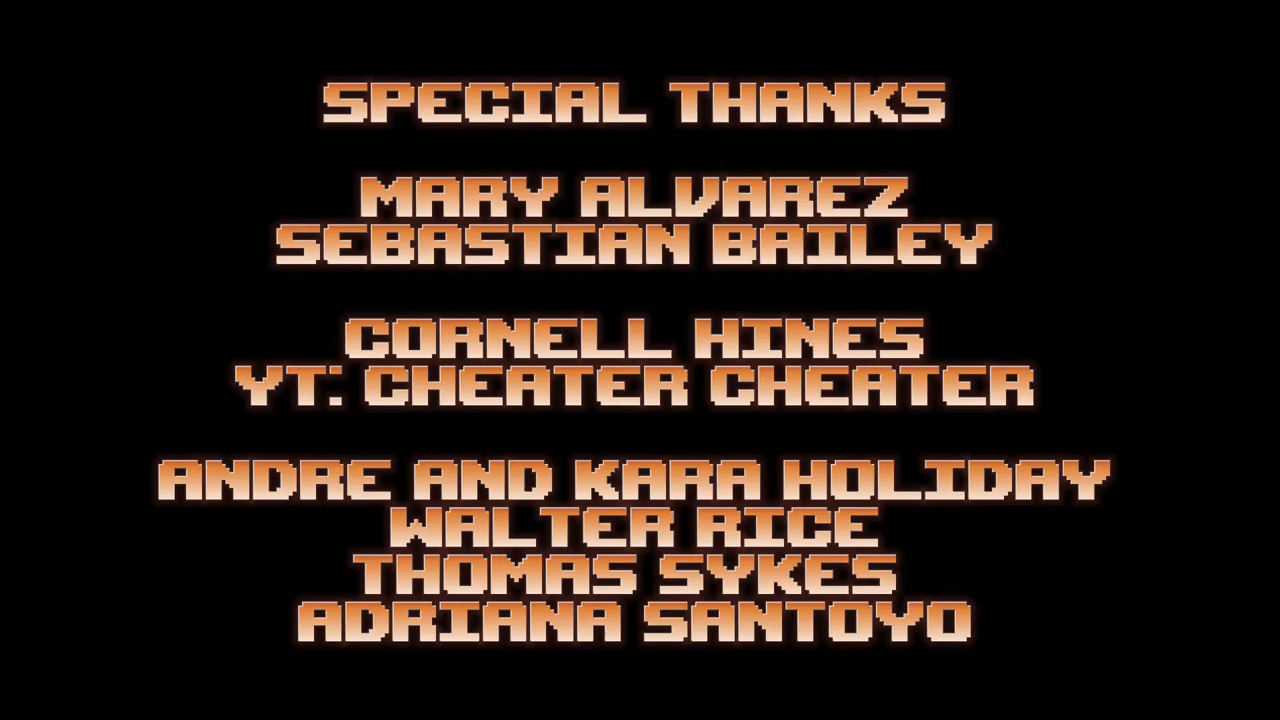 SPECIAL THANKS
MARY ALVAREZ
SEBASTIAN BAILEY
CORNELL HINES
YT: CHEATER CHEATER
ANDRE AND KARA HOLIDAY
WALTER RICE
THOMAS SYKES
ADRIANA SANTOYO